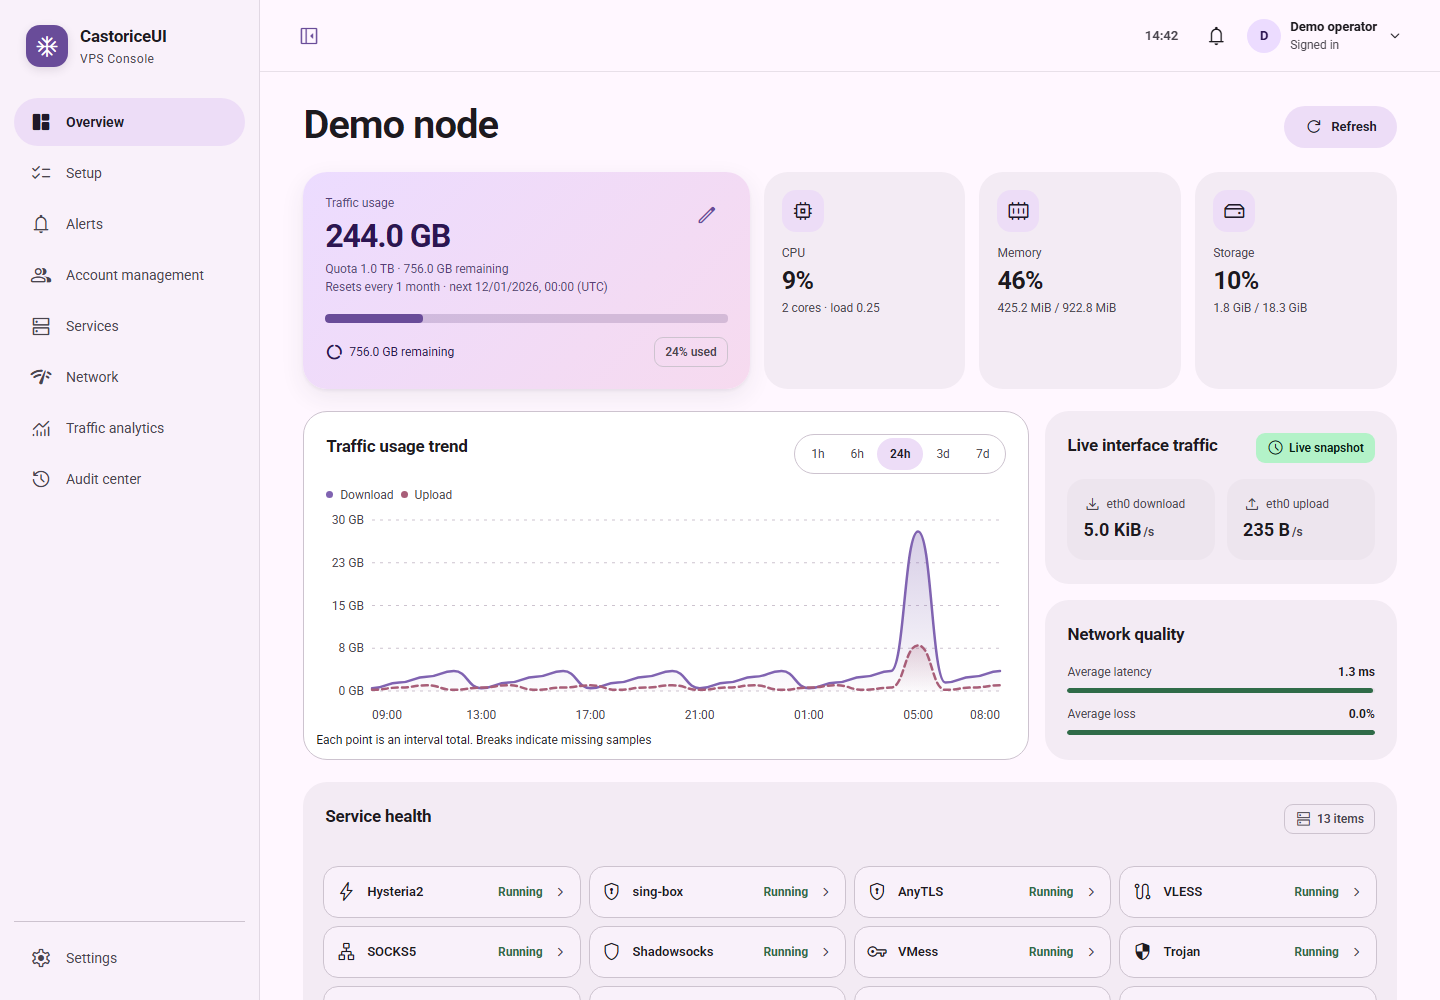 CastoriceUI
VPS Console
Overview
Setup
Alerts
Account management
Services
Network
Traffic analytics
Audit center
Settings
14:42
D
Demo operator
Signed in
Demo node
Refresh
Traffic usage
244.0 GB
Quota 1.0 TB · 756.0 GB remaining
Resets every 1 month · next 12/01/2026, 00:00 (UTC)
756.0 GB remaining
24% used
CPU
9%
2 cores · load 0.25
Memory
46%
425.2 MiB / 922.8 MiB
Storage
10%
1.8 GiB / 18.3 GiB
Traffic usage trend
1h 6h 24h 3d 7d
Download Upload
30 GB
23 GB
15 GB
8 GB
0 GB
09:00 13:00 17:00 21:00 01:00 05:00 08:00
Each point is an interval total. Breaks indicate missing samples
Live interface traffic
Live snapshot
eth0 download
5.0 KiB/s
eth0 upload
235 B/s
Network quality
Average latency 1.3 ms
Average loss 0.0%
Service health
13 items
Hysteria2 Running
sing-box Running
AnyTLS Running
VLESS Running
SOCKS5 Running
Shadowsocks Running
VMess Running
Trojan Running